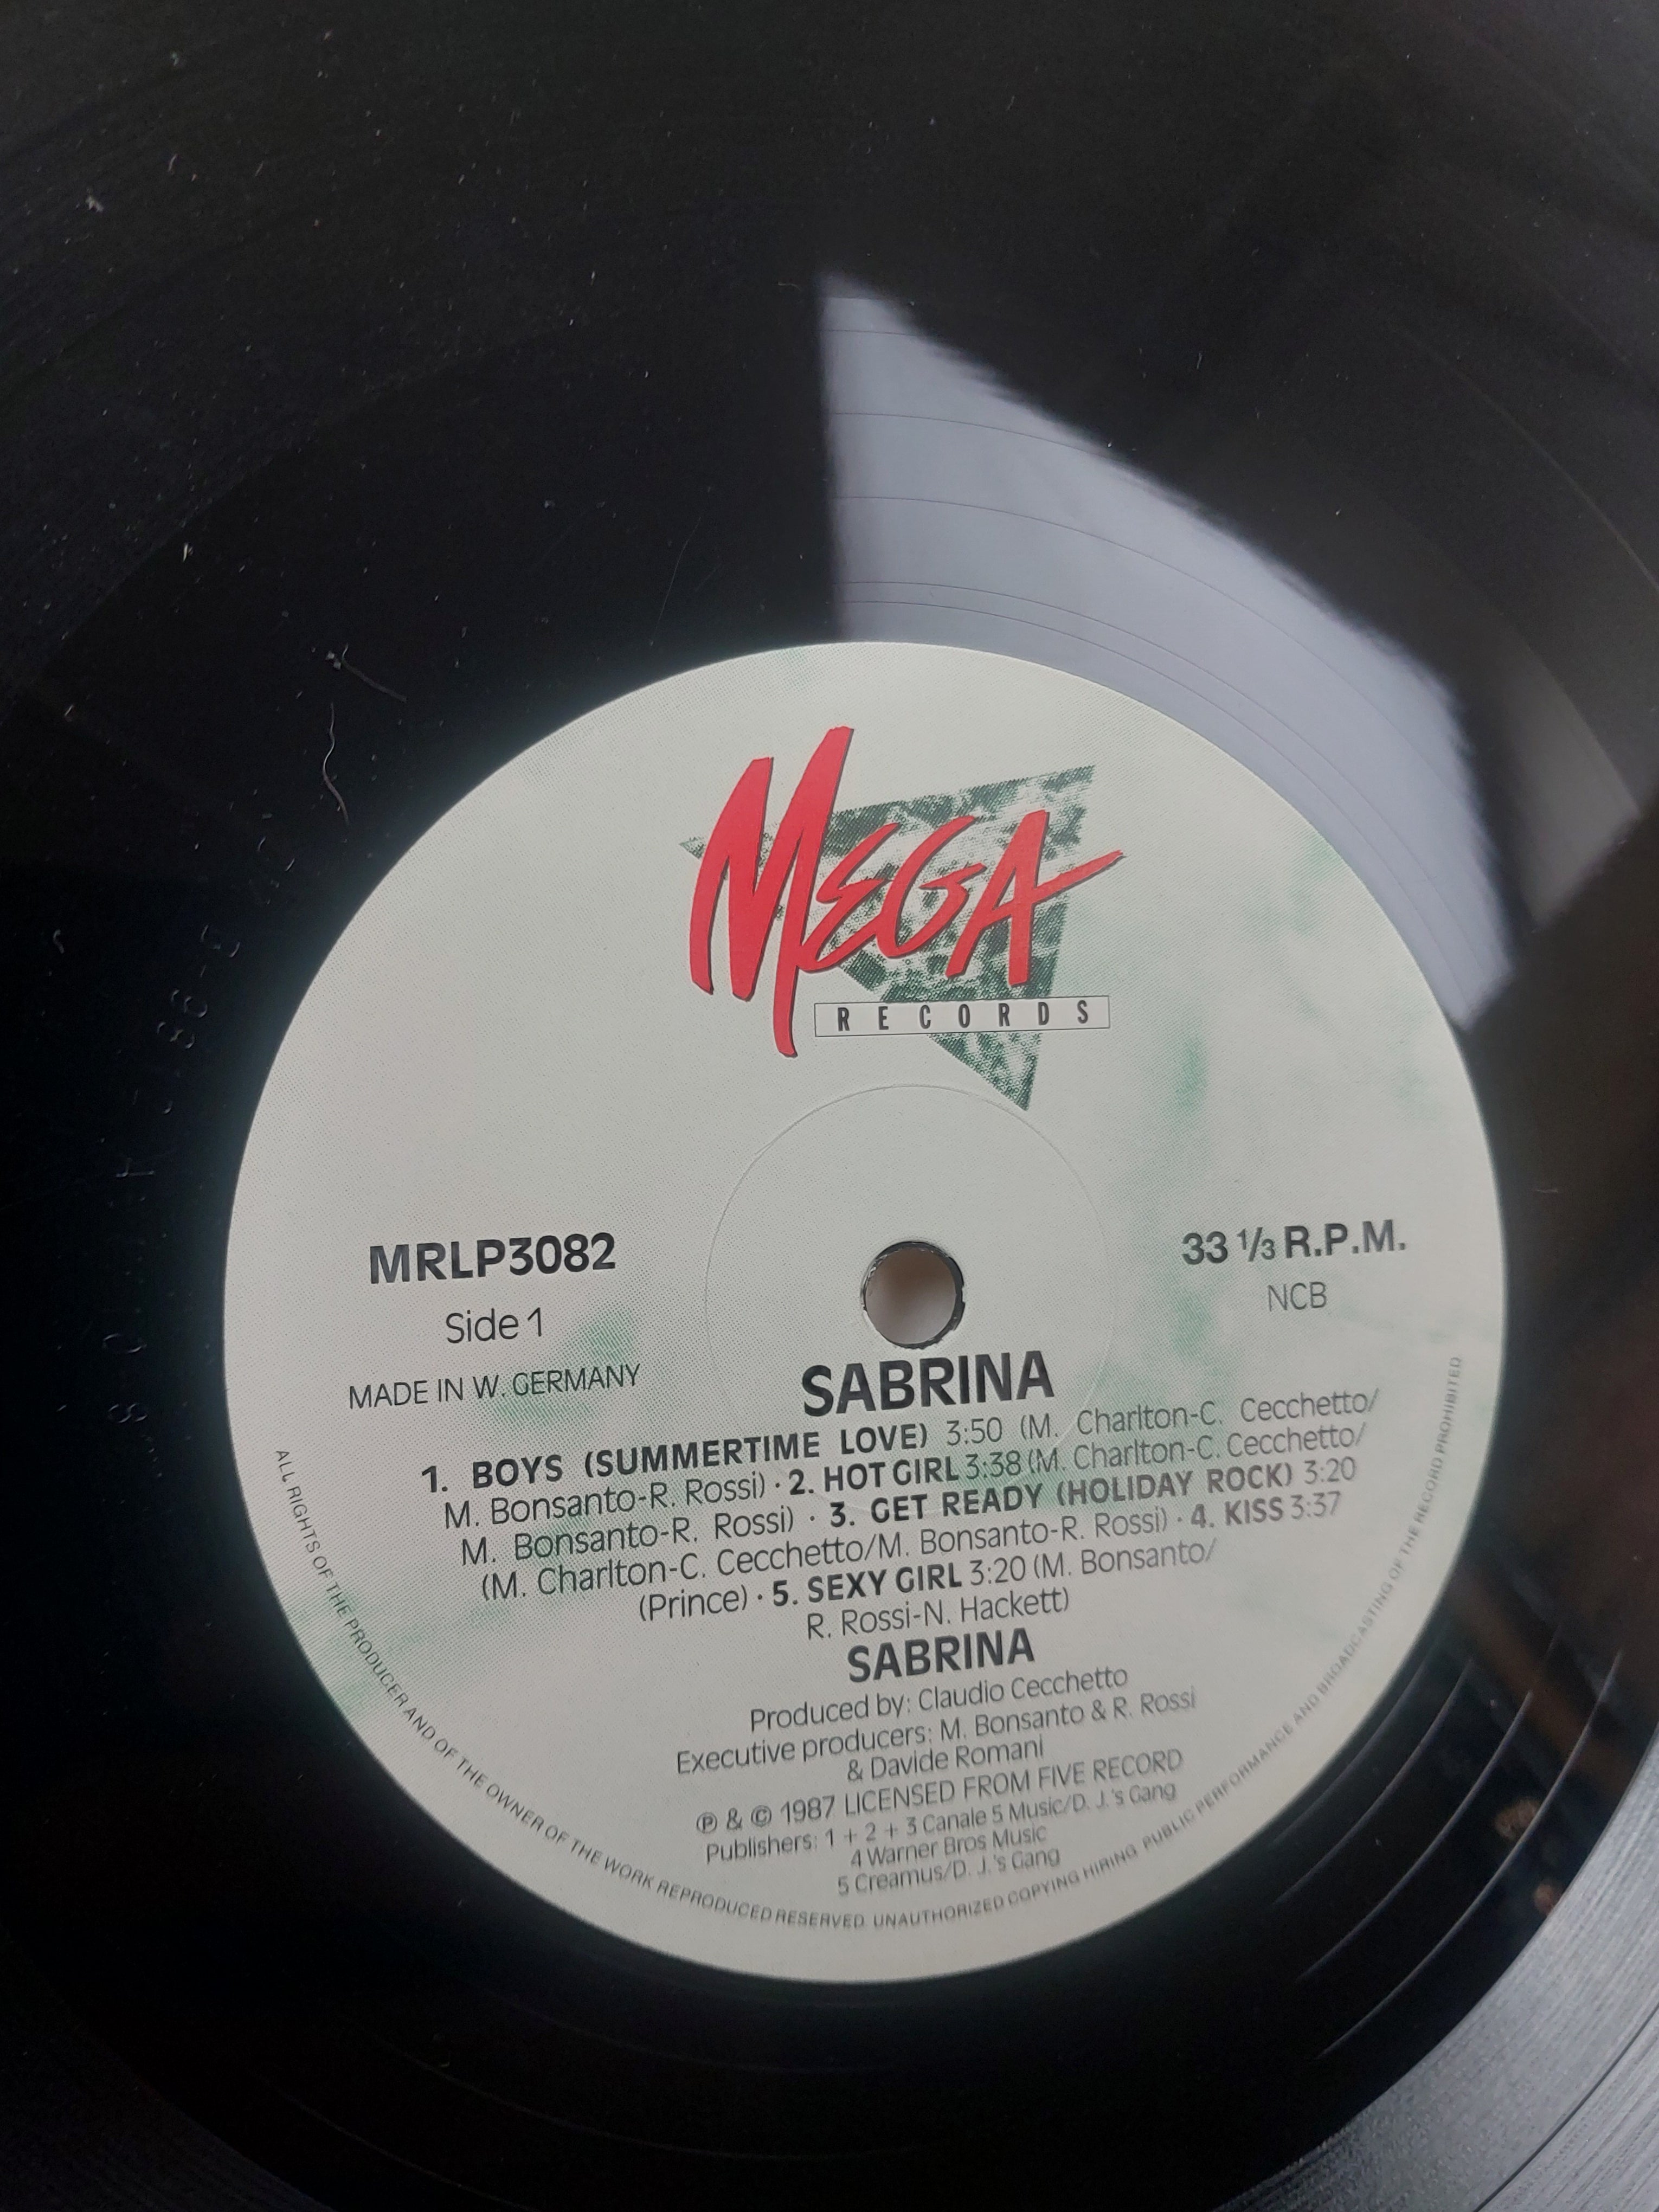 MEGA
RECORDS
MRLP3082
Side 1
MADE IN W. GERMANY
33 1/3 R.P.M.
NCB
SABRINA
1. BOYS (SUMMERTIME LOVE) 3:50 (M. Charlton-C. Cecchetto/
M. Bonsanto-R. Rossi) · 2. HOT GIRL 3:38 (M. Charlton-C. Cecchetto/
M. Bonsanto-R. Rossi) · 3. GET READY (HOLIDAY ROCK) 3:20
(M. Charlton-C. Cecchetto/M. Bonsanto-R. Rossi) · 4. KISS 3:37
(Prince) · 5. SEXY GIRL 3:20 (M. Bonsanto/
R. Rossi-N. Hackett)
SABRINA
Produced by: Claudio Cecchetto
Executive producers: M. Bonsanto & R. Rossi
& Davide Romani
℗ & © 1987 LICENSED FROM FIVE RECORD
Publishers: 1 + 2 + 3 Canale 5 Music/D. J.'s Gang
4 Warner Bros Music
5 Creamus/D. J.'s Gang
ALL RIGHTS OF THE PRODUCER AND OF THE OWNER OF THE WORK REPRODUCED RESERVED. UNAUTHORIZED COPYING HIRING PUBLIC PERFORMANCE AND BROADCASTING OF THE RECORD PROHIBITED